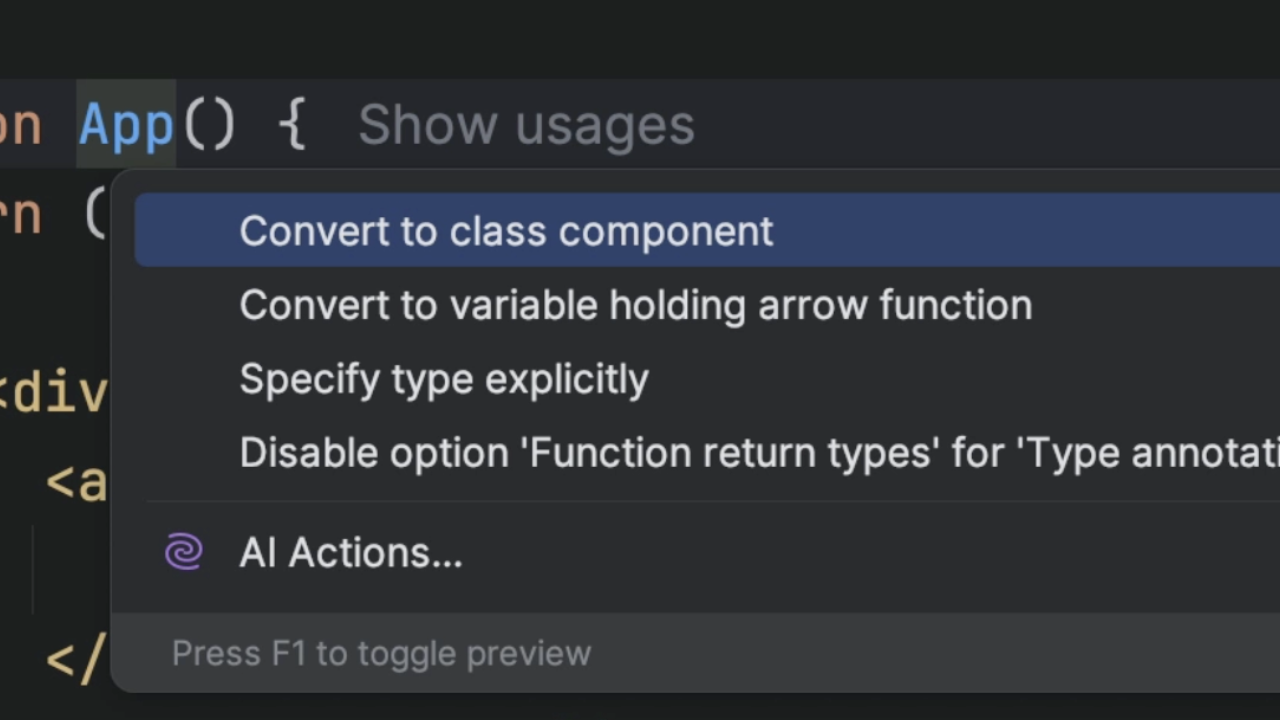 on App() { Show usages
rn (
Convert to class component
Convert to variable holding arrow function
Specify type explicitly
<div
Disable option 'Function return types' for 'Type annotati
<a
AI Actions...
</
Press F1 to toggle preview